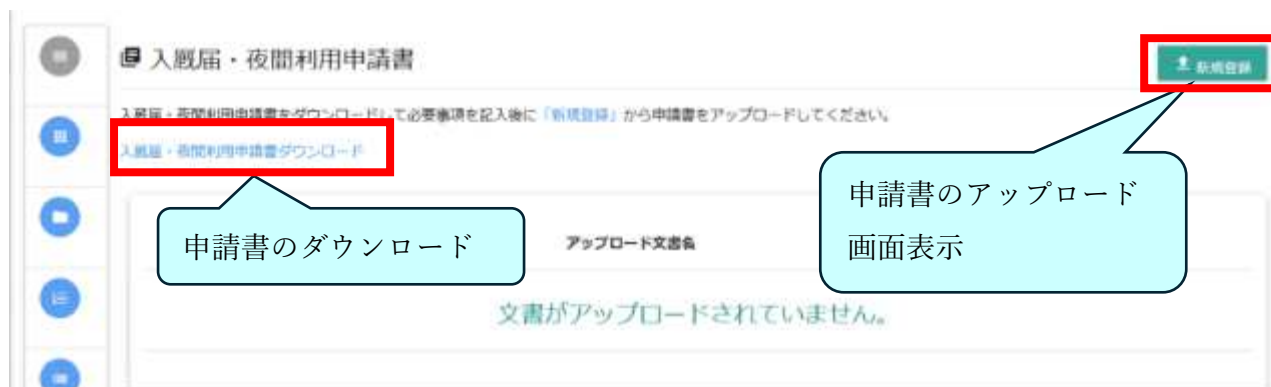 入厩届・夜間利用申請書
新規登録
入厩届・夜間利用申請書をダウンロードして必要事項を記入後に「新規登録」から申請書をアップロードしてください。
入厩届・夜間利用申請書ダウンロード
申請書のダウンロード
申請書のアップロード
画面表示
アップロード文書名
文書がアップロードされていません。